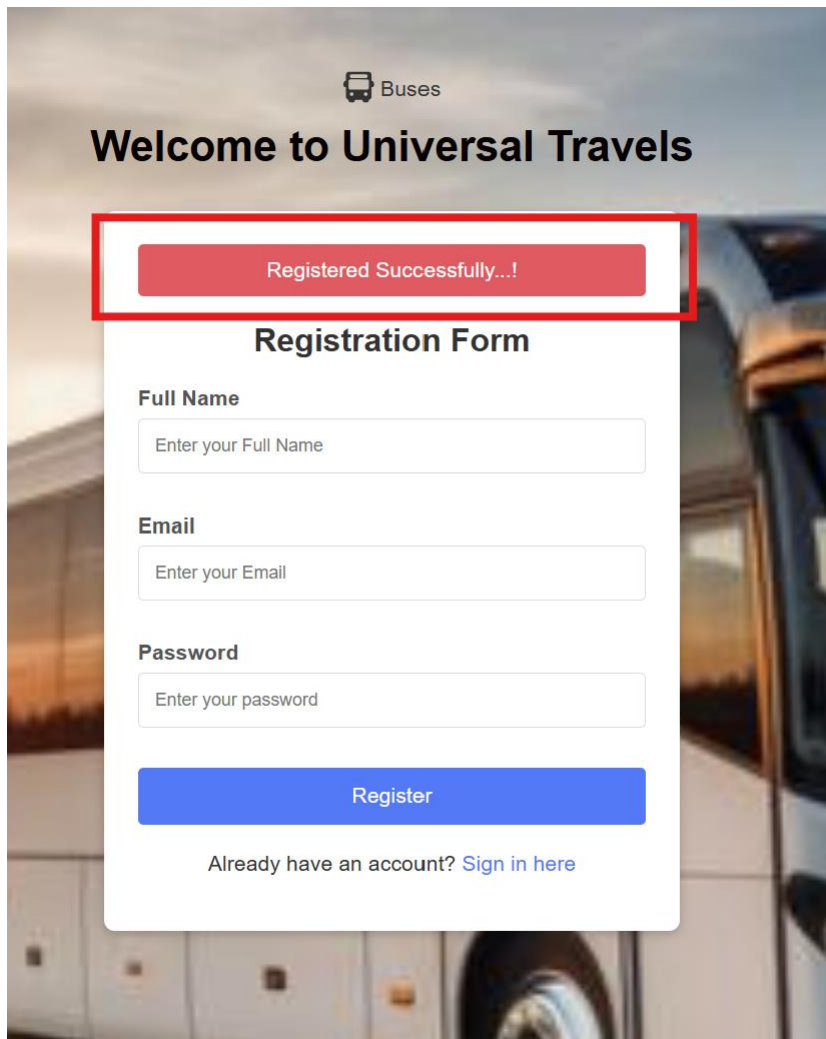 Buses
Welcome to Universal Travels
Registered Successfully...!
Registration Form
Full Name
Enter your Full Name
Email
Enter your Email
Password
Enter your password
Register
Already have an account? Sign in here